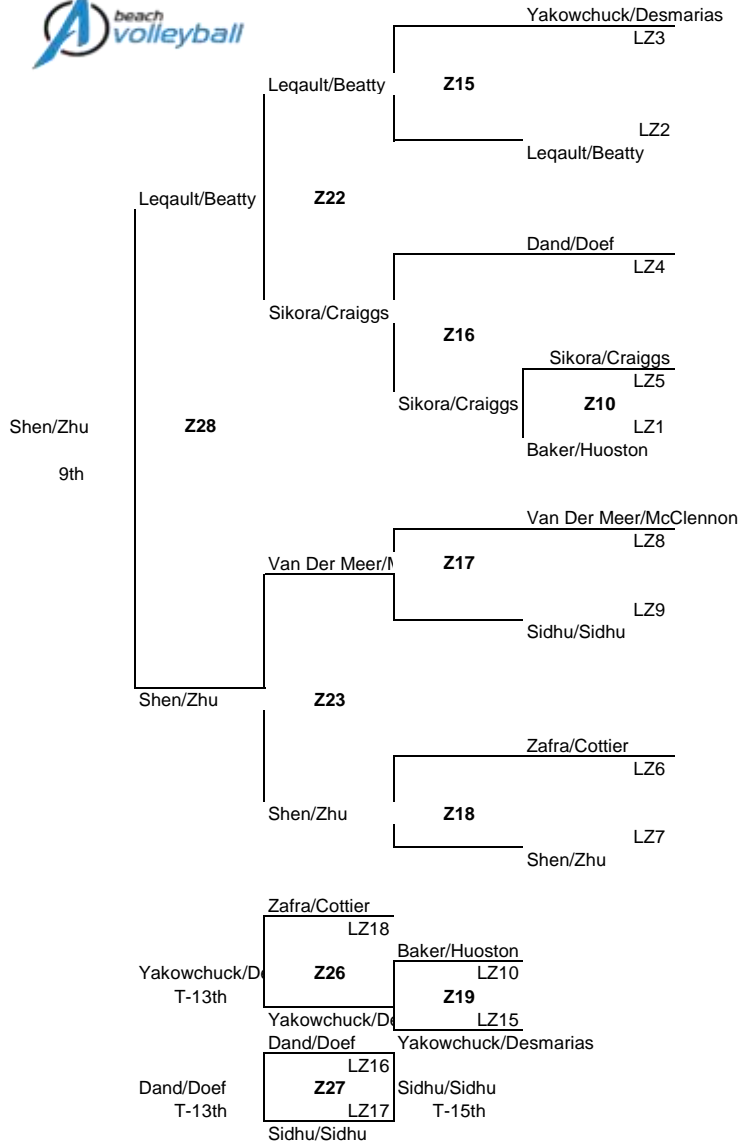 beach
volleyball
Yakowchuck/Desmarias
LZ3
Leqault/Beatty Z15
LZ2
Leqault/Beatty
Leqault/Beatty Z22
Dand/Doef
LZ4
Sikora/Craiggs
Z16
Sikora/Craiggs
LZ5
Sikora/Craiggs Z10
Shen/Zhu Z28 LZ1
Baker/Huoston
9th
Van Der Meer/McClennon
LZ8
Van Der Meer/M Z17
LZ9
Sidhu/Sidhu
Shen/Zhu Z23
Zafra/Cottier
LZ6
Shen/Zhu Z18
LZ7
Shen/Zhu
Zafra/Cottier
LZ18
Baker/Huoston
Yakowchuck/De Z26 LZ10
T-13th Z19
Yakowchuck/De LZ15
Dand/Doef Yakowchuck/Desmarias
LZ16
Dand/Doef Z27 Sidhu/Sidhu
T-13th LZ17 T-15th
Sidhu/Sidhu